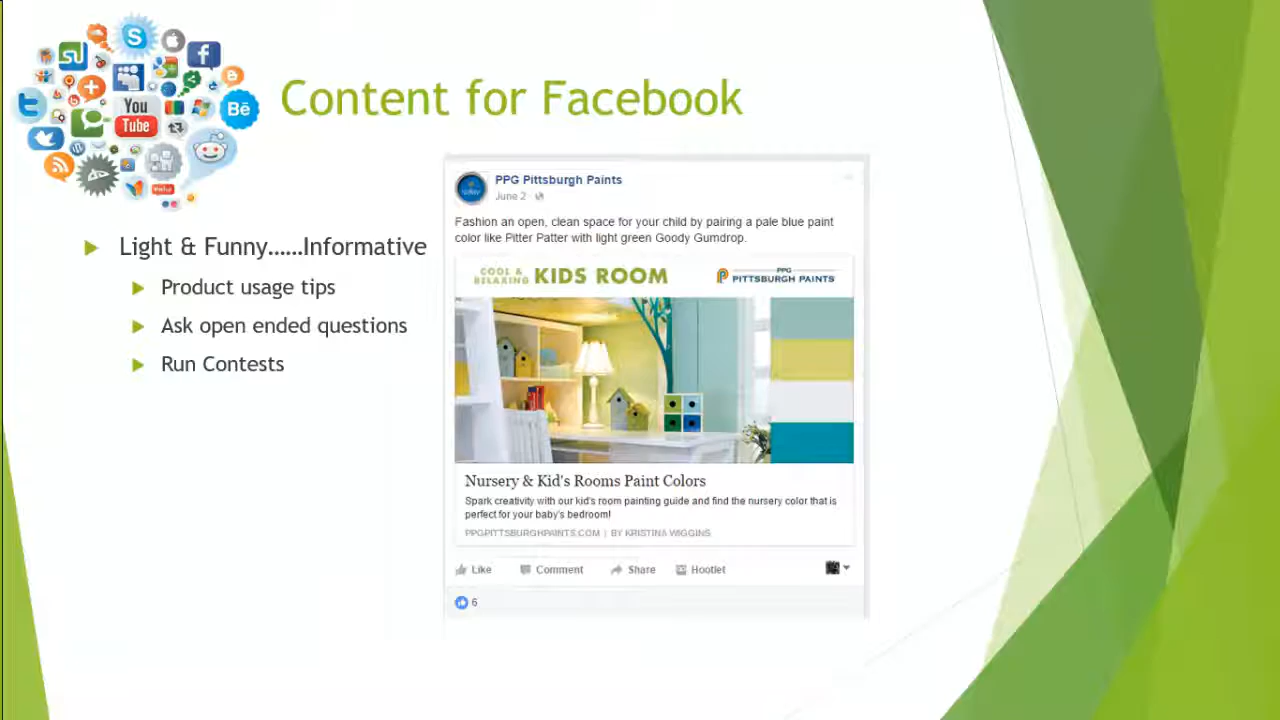 Content for Facebook
You
Tube
Bē
Light & Funny……Informative
Product usage tips
Ask open ended questions
Run Contests
PPG Pittsburgh Paints
June 2
Fashion an open, clean space for your child by pairing a pale blue paint
color like Pitter Patter with light green Goody Gumdrop.
COOL &
RELAXING KIDS ROOM
PPG
PITTSBURGH PAINTS
Nursery & Kid's Rooms Paint Colors
Spark creativity with our kid's room painting guide and find the nursery color that is
perfect for your baby's bedroom!
PPGPITTSBURGHPAINTS.COM | BY KRISTINA WIGGINS
Like Comment Share Hootlet
6